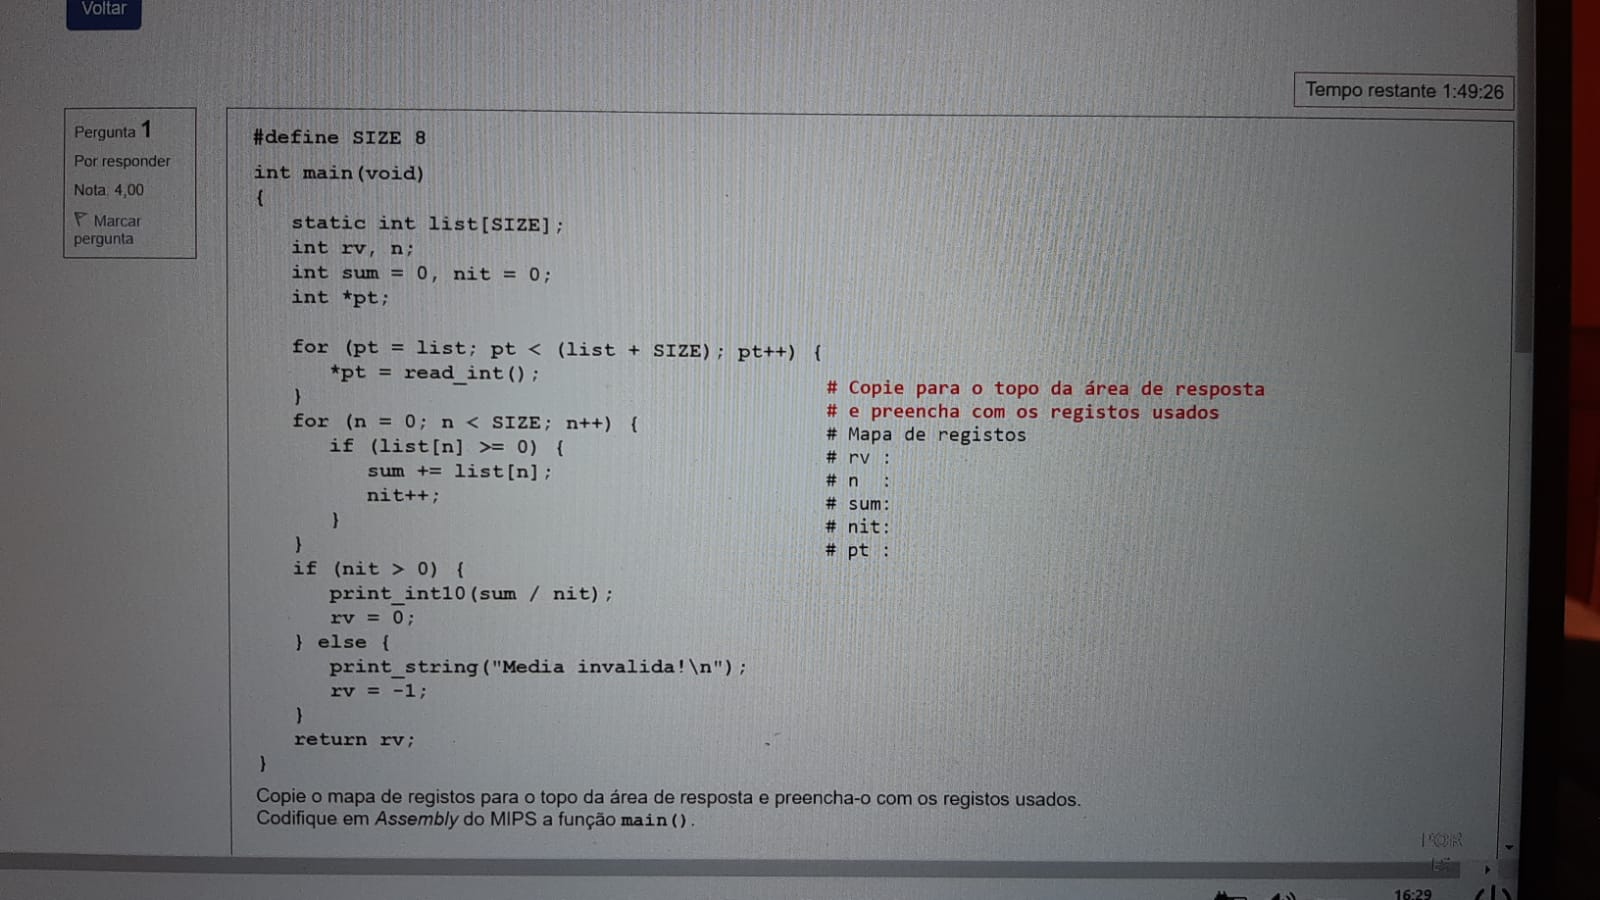 Voltar
Tempo restante 1:49:26
Pergunta 1
Por responder
Nota: 4,00
Marcar
pergunta
#define SIZE 8
int main(void)
{
static int list[SIZE];
int rv, n;
int sum = 0, nit = 0;
int *pt;
for (pt = list; pt < (list + SIZE); pt++) {
*pt = read_int();
}
for (n = 0; n < SIZE; n++) {
if (list[n] >= 0) {
sum += list[n];
nit++;
}
}
if (nit > 0) {
print_int10(sum / nit);
rv = 0;
} else {
print_string("Media invalida!\n");
rv = -1;
}
return rv;
}
# Copie para o topo da área de resposta
# e preencha com os registos usados
# Mapa de registos
# rv :
# n :
# sum:
# nit:
# pt :
Copie o mapa de registos para o topo da área de resposta e preencha-o com os registos usados.
Codifique em Assembly do MIPS a função main().
POR
16:29